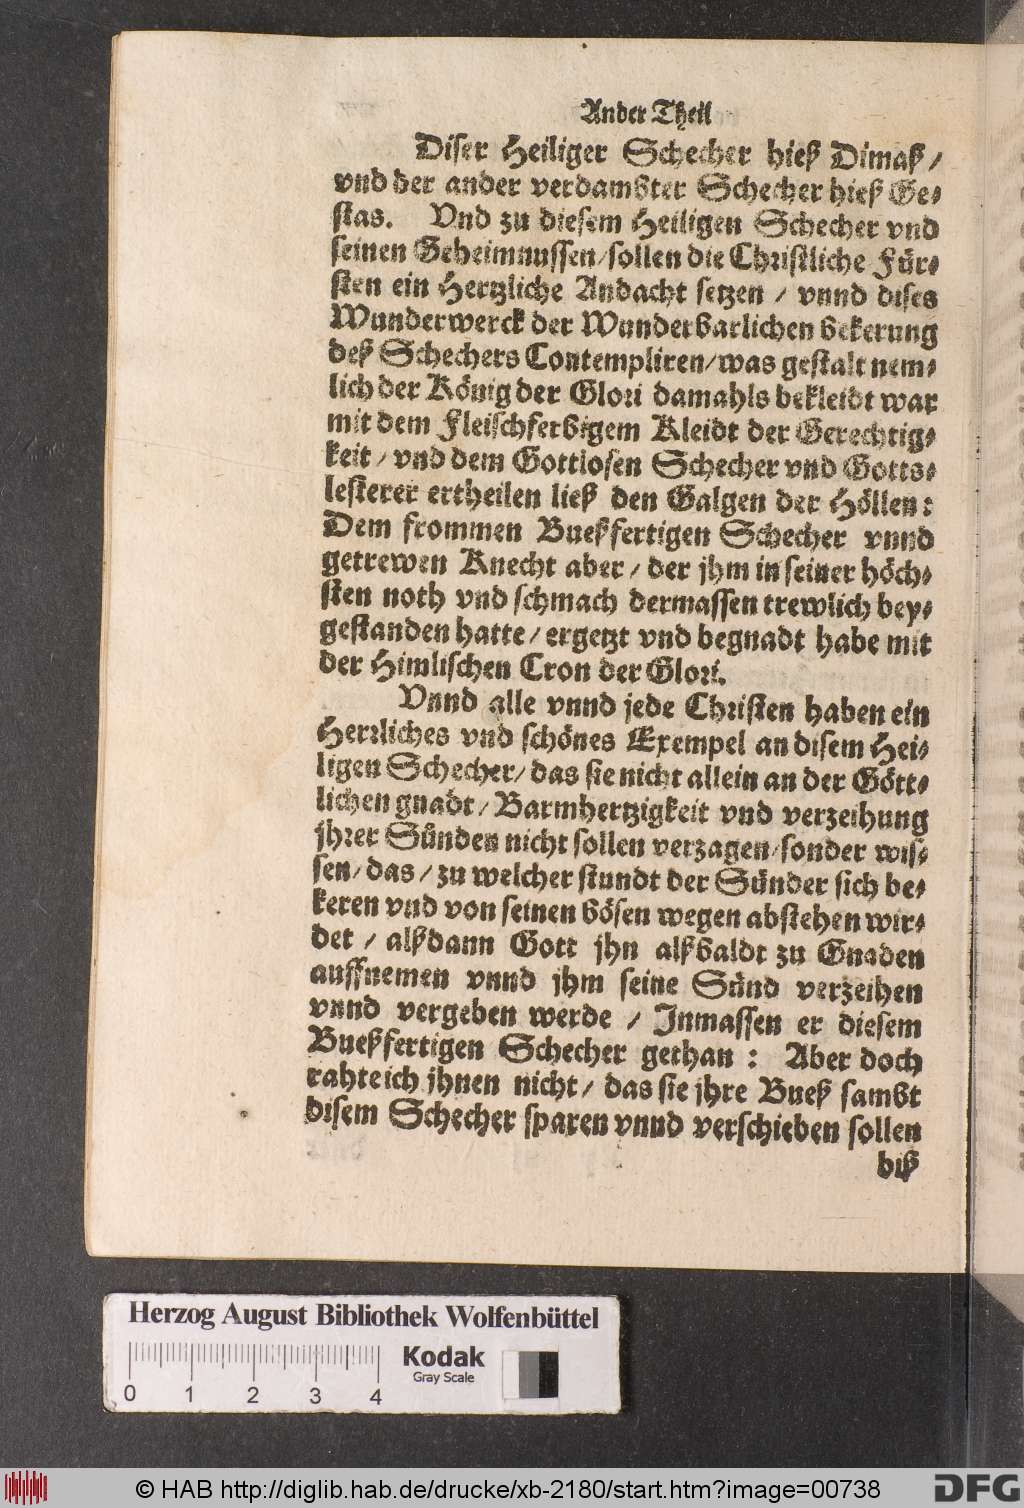 Ander Theil
Diser Heiliger Schecher hieß Dimaß /
vnd der ander verdambter Schecher hieß Ge-
stas. Vnd zu diesem Heiligen Schecher vnd
seinen Geheimnussen/sollen die Christliche Für-
sten ein Hertzliche Andacht setzen / vnnd dises
Wunderwerck der Wunderbarlichen bekerung
deß Schechers Contempliren/was gestalt nem-
lich der König der Glori damahls bekleidt war
mit dem Fleischferbigem Kleidt der Gerechtig-
keit / vnd dem Gottlosen Schecher vnd Gotts-
lesterer ertheilen ließ den Galgen der Höllen:
Dem frommen Bueßfertigen Schecher vnnd
getrewen Knecht aber / der jhm in seiner höch-
sten noth vnd schmach dermassen trewlich bey-
gestanden hatte / ergetzt vnd begnadt habe mit
der Himlischen Cron der Glori.
Vnnd alle vnnd jede Christen haben ein
Herrliches vnd schönes Exempel an disem Hei-
ligen Schecher/ das sie nicht allein an der Gött-
lichen gnadt / Barmhertzigkeit vnd verzeihung
jhrer Sünden nicht sollen verzagen/sonder wis-
sen/ das / zu welcher stundt der Sünder sich be-
keren vnd von seinen bösen wegen abstehen wir-
det / alßdann Gott jhn alßbaldt zu Gnaden
auffnemen vnnd jhm seine Sünd verzeihen
vnnd vergeben werde / Inmassen er diesem
Bueßfertigen Schecher gethan : Aber doch
rahte ich jhnen nicht / das sie jhre Bueß sambt
disem Schecher sparen vnnd verschieben sollen
biß
Herzog August Bibliothek Wolfenbüttel
Kodak
Gray Scale
0 1 2 3 4
© HAB http://diglib.hab.de/drucke/xb-2180/start.htm?image=00738
DFG